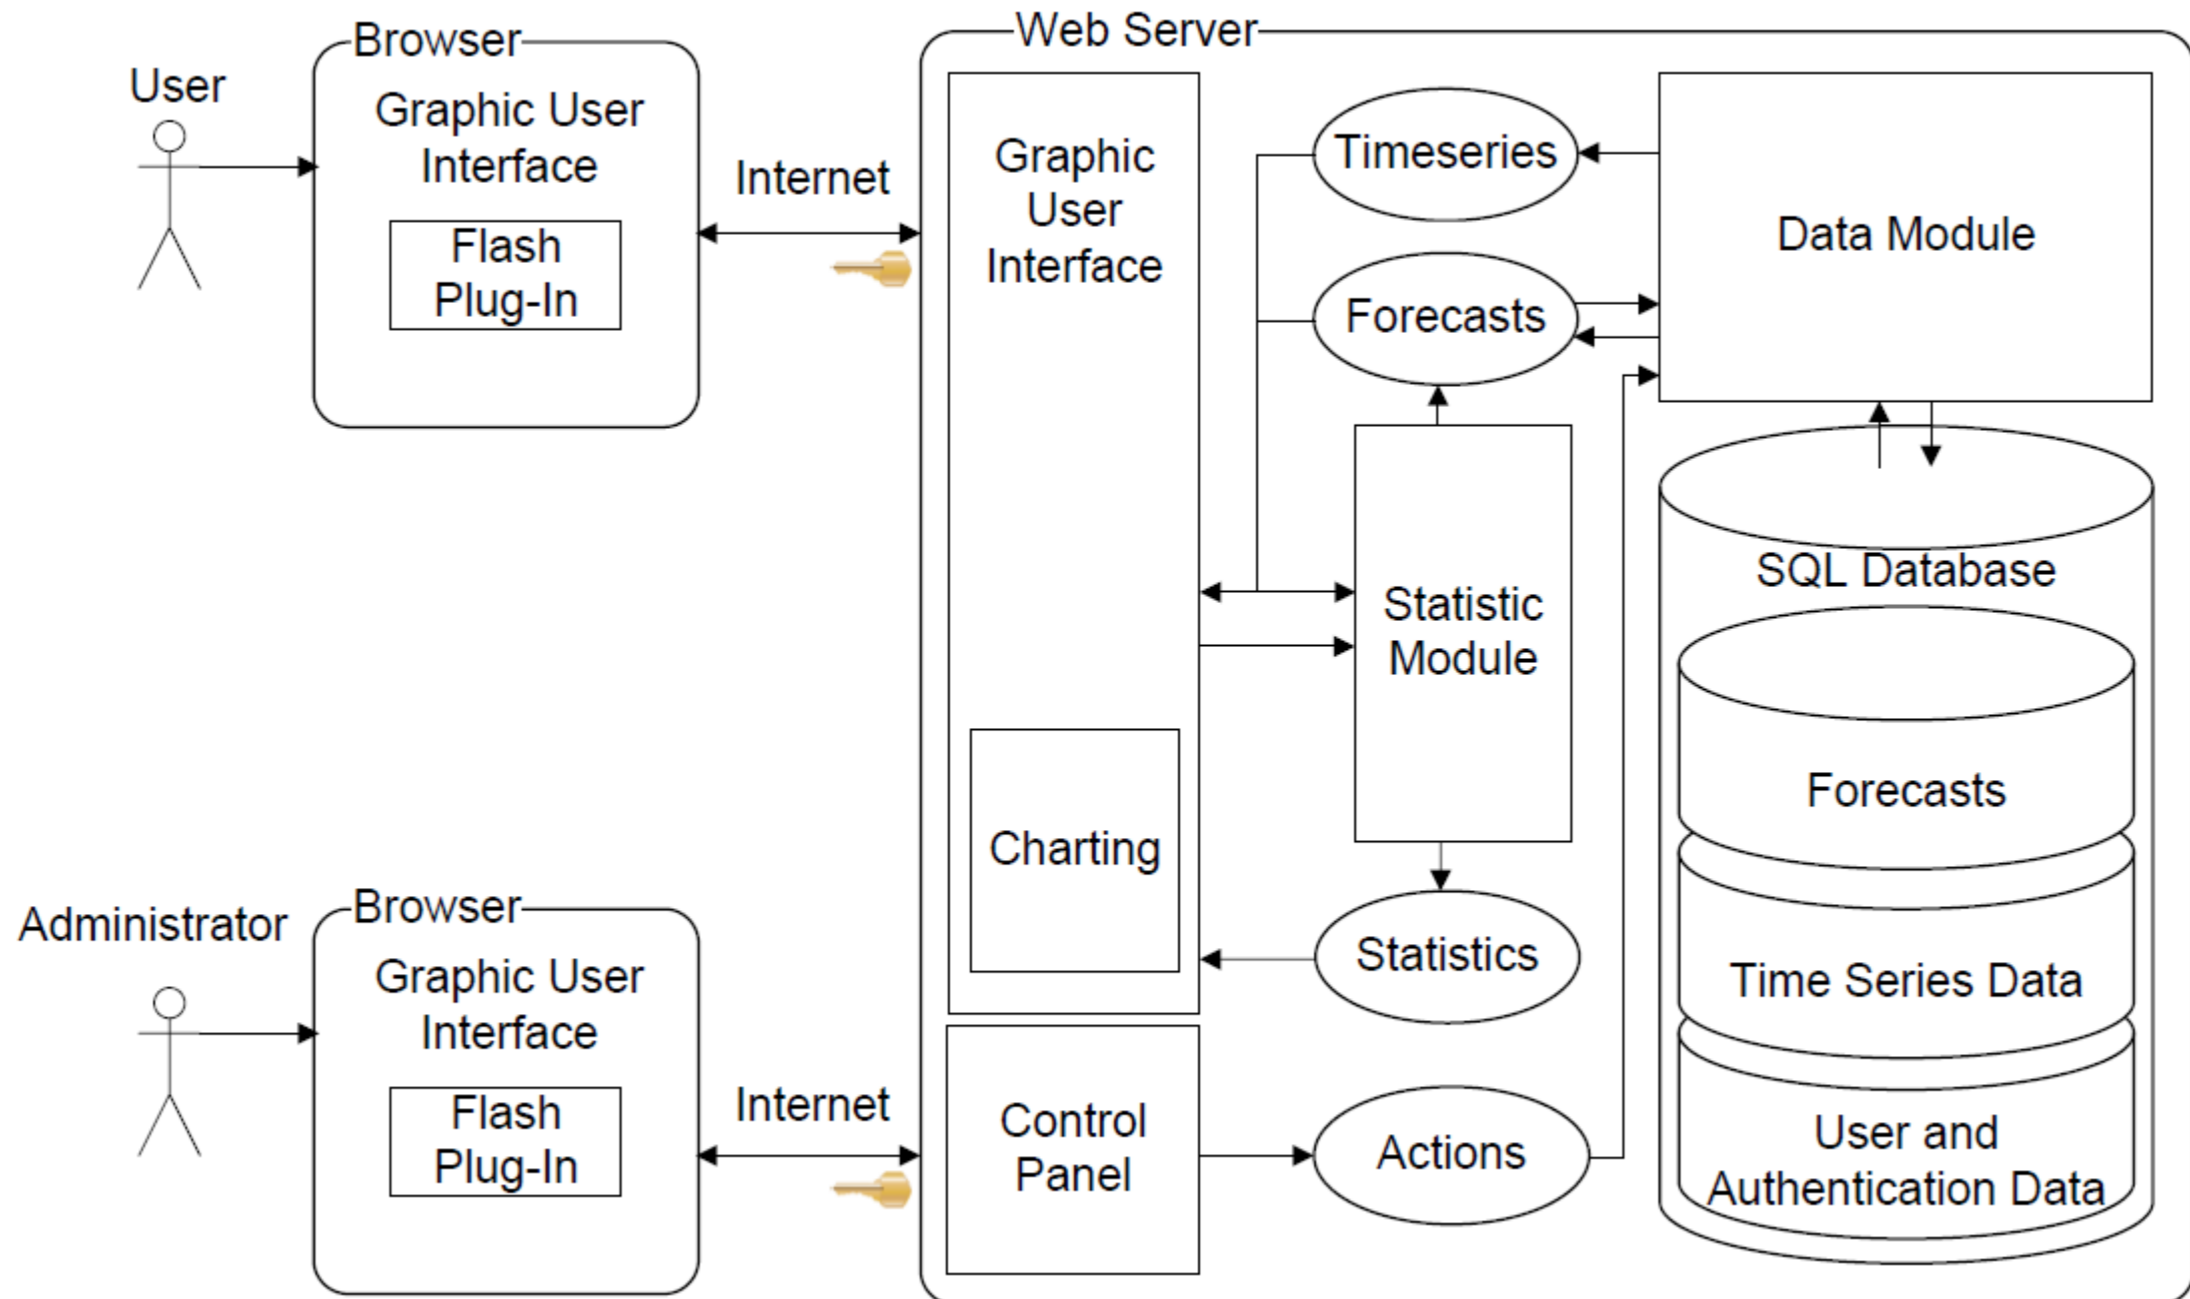 User
Browser
Graphic User
Interface
Flash
Plug-In
Internet
Administrator
Browser
Graphic User
Interface
Flash
Plug-In
Internet
Web Server
Graphic
User
Interface
Charting
Control
Panel
Timeseries
Forecasts
Statistic
Module
Statistics
Actions
Data Module
SQL Database
Forecasts
Time Series Data
User and
Authentication Data